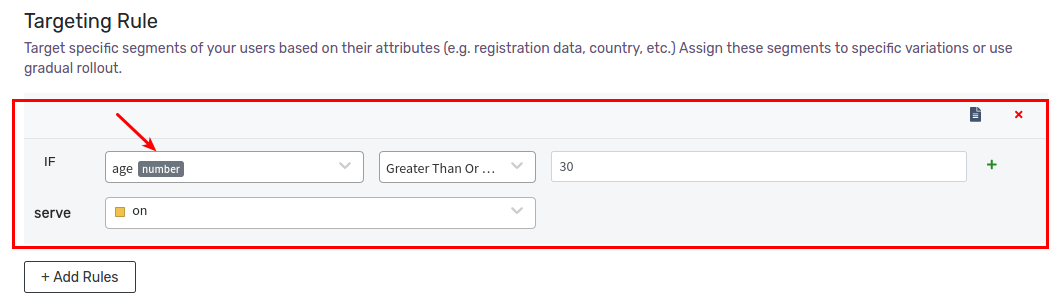 Targeting Rule
Target specific segments of your users based on their attributes (e.g. registration data, country, etc.) Assign these segments to specific variations or use
gradual rollout.
IF age number Greater Than Or ... 30 +
serve on
+ Add Rules